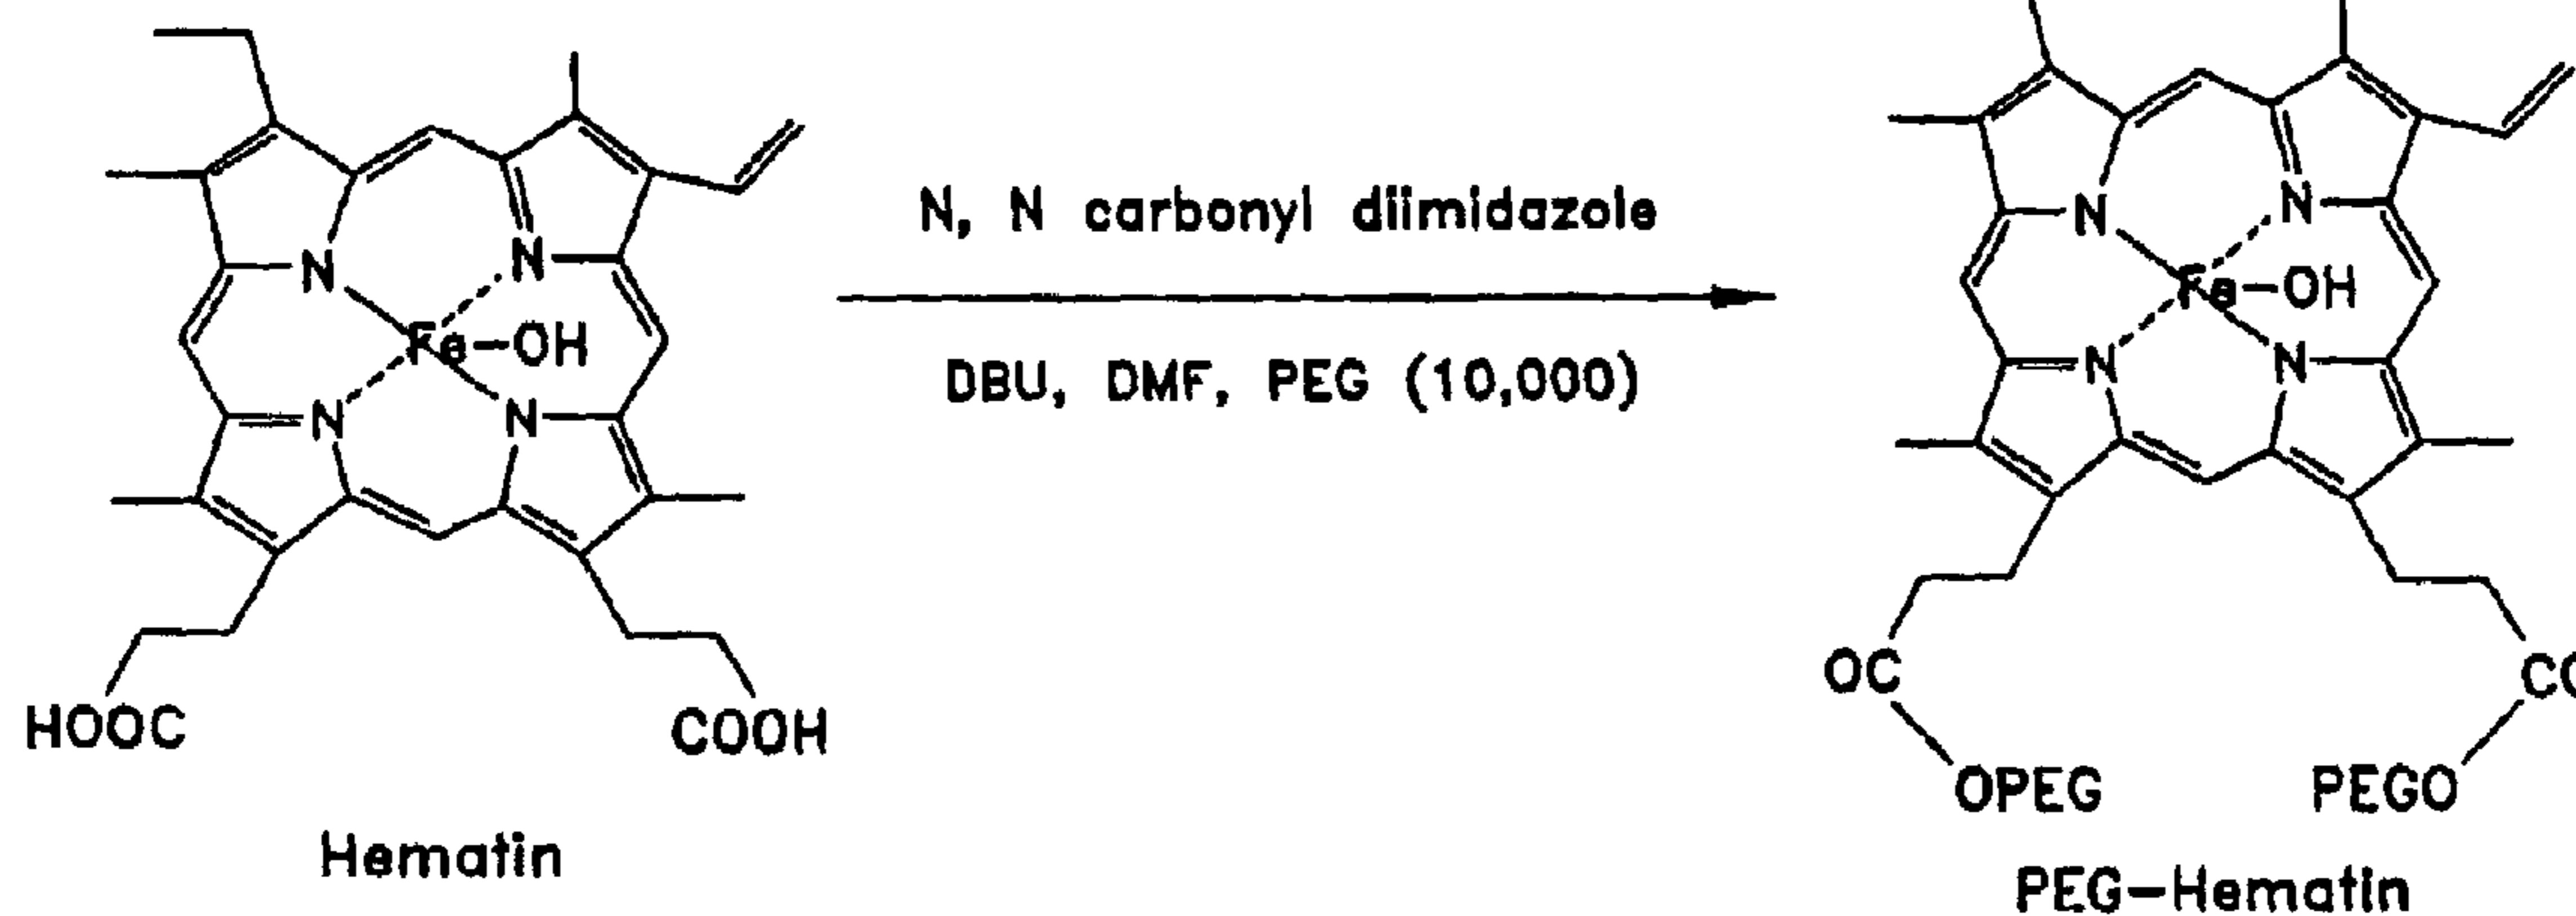 N
N
Fe-OH
N
N
HOOC
COOH
Hematin
N, N carbonyl diimidazole
DBU, DMF, PEG (10,000)
N
N
Fe-OH
N
N
OC
OPEG
PEGO
PEG-Hematin